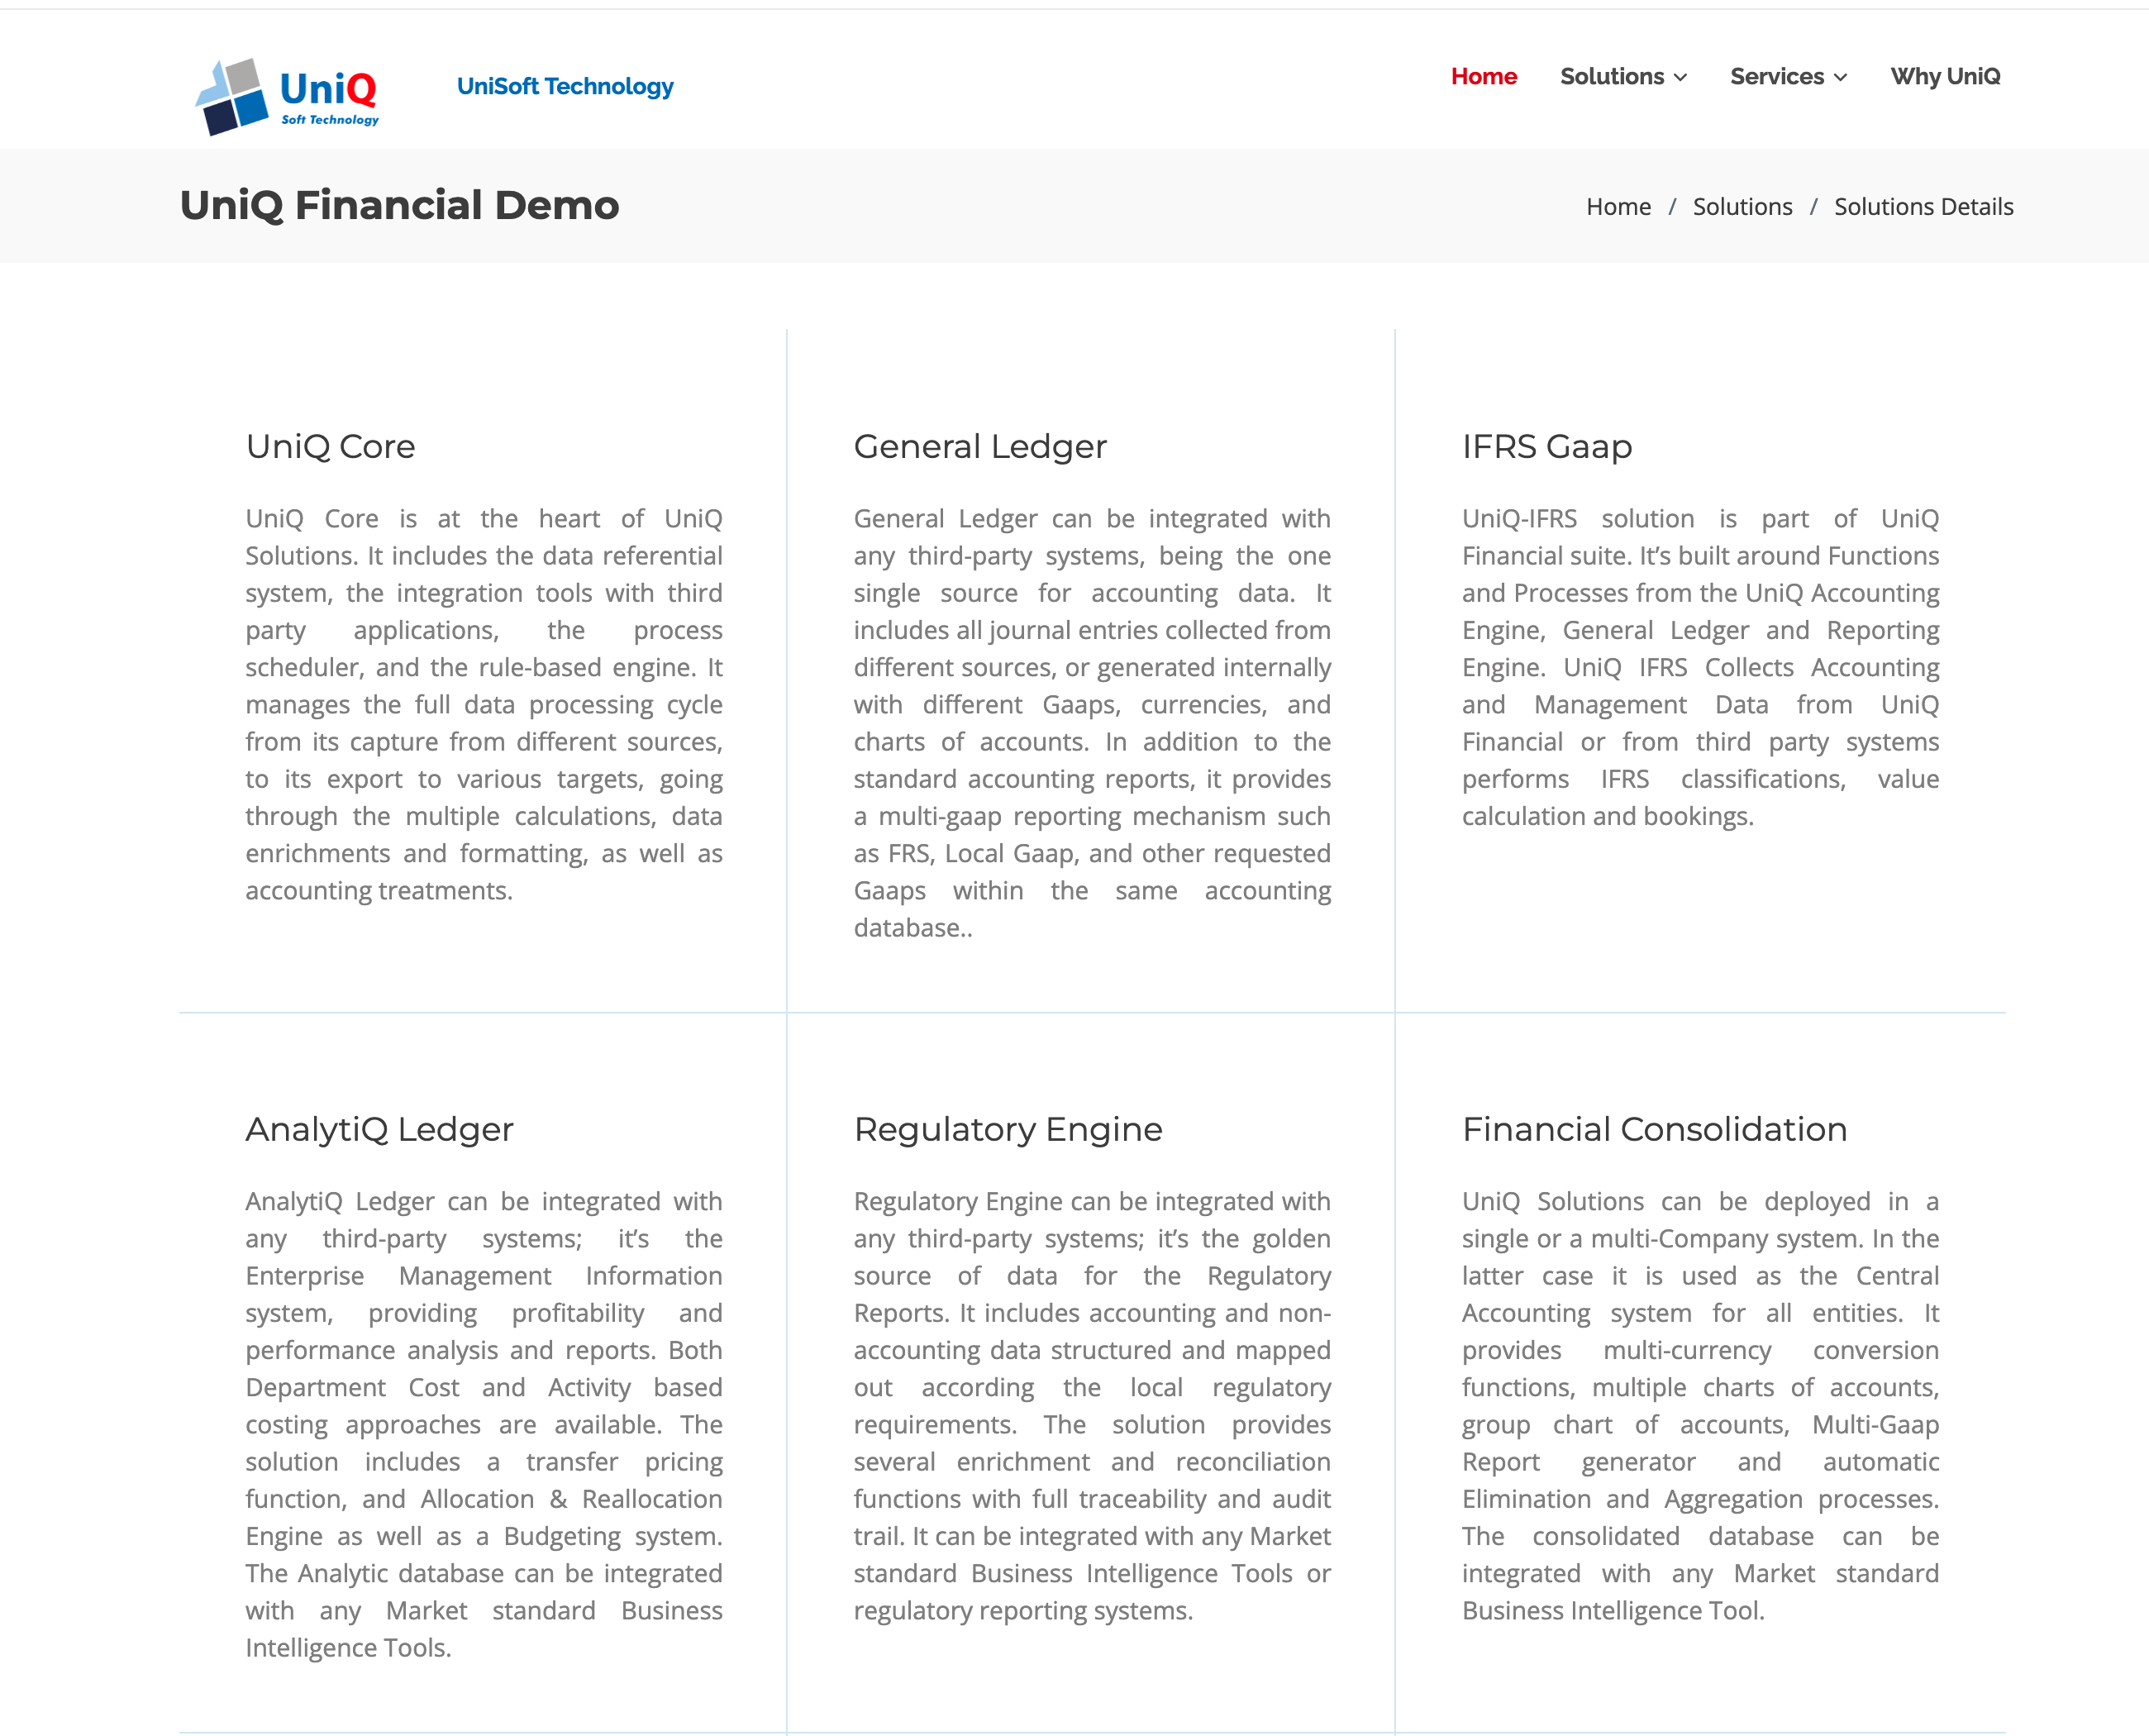 UniQ
Soft Technology
UniSoft Technology
Home Solutions Services Why UniQ
UniQ Financial Demo
Home / Solutions / Solutions Details
UniQ Core
UniQ Core is at the heart of UniQ
Solutions. It includes the data referential
system, the integration tools with third
party applications, the process
scheduler, and the rule-based engine. It
manages the full data processing cycle
from its capture from different sources,
to its export to various targets, going
through the multiple calculations, data
enrichments and formatting, as well as
accounting treatments.
General Ledger
General Ledger can be integrated with
any third-party systems, being the one
single source for accounting data. It
includes all journal entries collected from
different sources, or generated internally
with different Gaaps, currencies, and
charts of accounts. In addition to the
standard accounting reports, it provides
a multi-gaap reporting mechanism such
as FRS, Local Gaap, and other requested
Gaaps within the same accounting
database..
IFRS Gaap
UniQ-IFRS solution is part of UniQ
Financial suite. It’s built around Functions
and Processes from the UniQ Accounting
Engine, General Ledger and Reporting
Engine. UniQ IFRS Collects Accounting
and Management Data from UniQ
Financial or from third party systems
performs IFRS classifications, value
calculation and bookings.
AnalytiQ Ledger
AnalytiQ Ledger can be integrated with
any third-party systems; it’s the
Enterprise Management Information
system, providing profitability and
performance analysis and reports. Both
Department Cost and Activity based
costing approaches are available. The
solution includes a transfer pricing
function, and Allocation & Reallocation
Engine as well as a Budgeting system.
The Analytic database can be integrated
with any Market standard Business
Intelligence Tools.
Regulatory Engine
Regulatory Engine can be integrated with
any third-party systems; it’s the golden
source of data for the Regulatory
Reports. It includes accounting and non-
accounting data structured and mapped
out according the local regulatory
requirements. The solution provides
several enrichment and reconciliation
functions with full traceability and audit
trail. It can be integrated with any Market
standard Business Intelligence Tools or
regulatory reporting systems.
Financial Consolidation
UniQ Solutions can be deployed in a
single or a multi-Company system. In the
latter case it is used as the Central
Accounting system for all entities. It
provides multi-currency conversion
functions, multiple charts of accounts,
group chart of accounts, Multi-Gaap
Report generator and automatic
Elimination and Aggregation processes.
The consolidated database can be
integrated with any Market standard
Business Intelligence Tool.